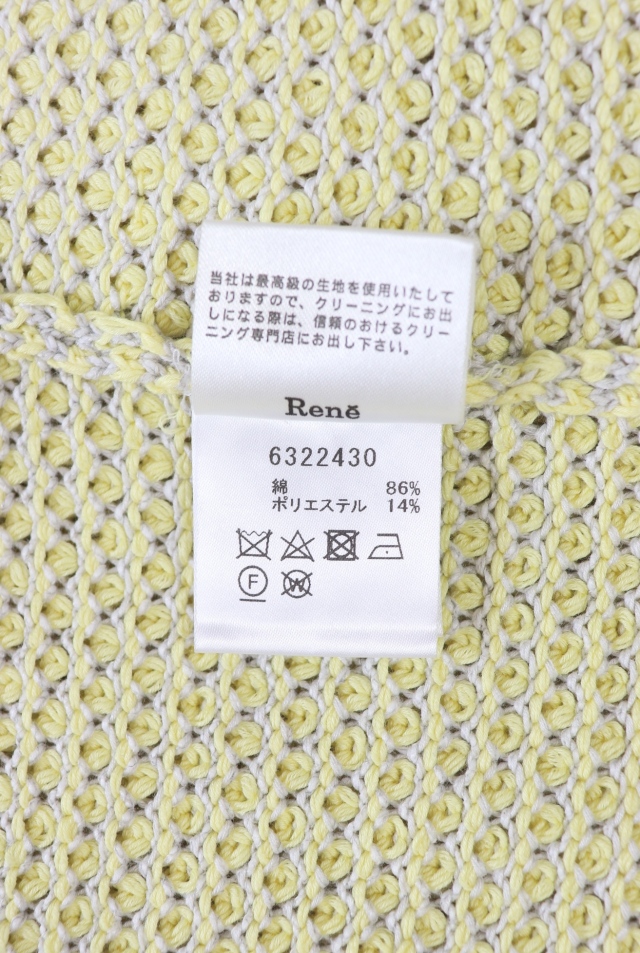 当社は最高級の生地を使用いたして
おりますので、クリーニングにお出
しになる際は、信頼のおけるクリー
ニング専門店にお出し下さい。
René
6322430
綿 86%
ポリエステル 14%
F
W